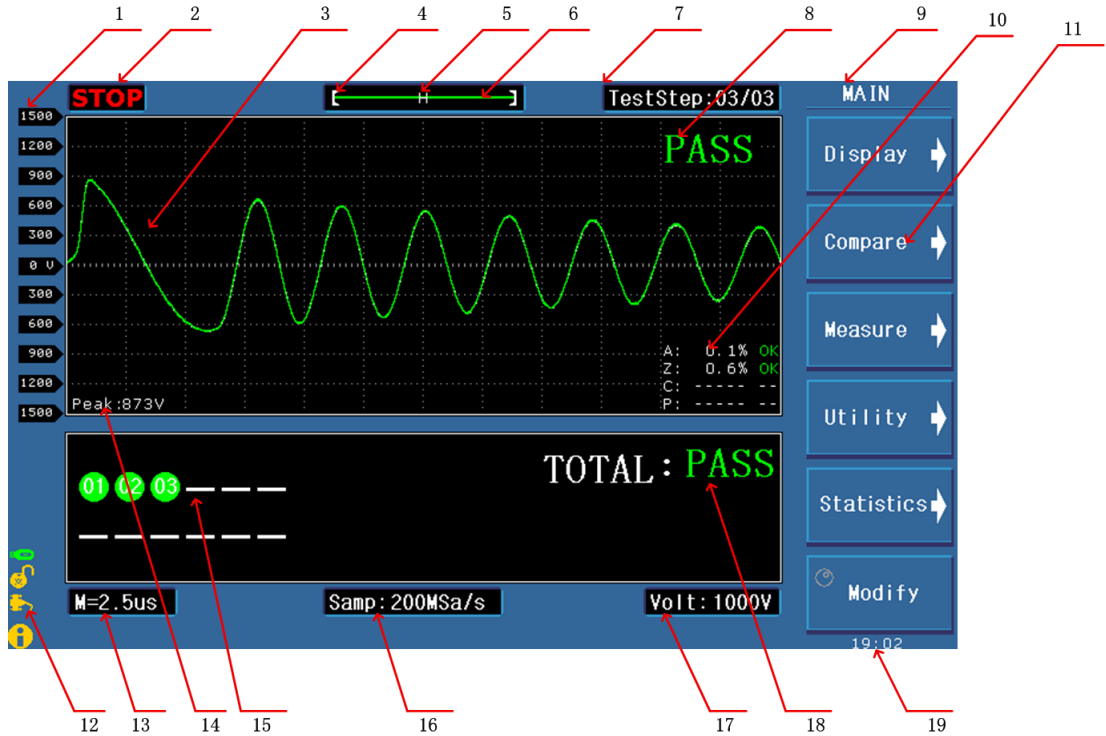 1 2 3 4 5 6 7 8 9 10 11
STOP [ H ] TestStep:03/03 MAIN
1500
1200
900
600
300
0 V
300
600
900
1200
1500
PASS
A: 0.1% OK
Z: 0.6% OK
C: ----- --
P: ----- --
Peak:873V
Display
Compare
Measure
Utility
Statistics
Modify
01 02 03
TOTAL: PASS
i
M=2.5us Samp:200MSa/s Volt:1000V
19:02
12 13 14 15 16 17 18 19